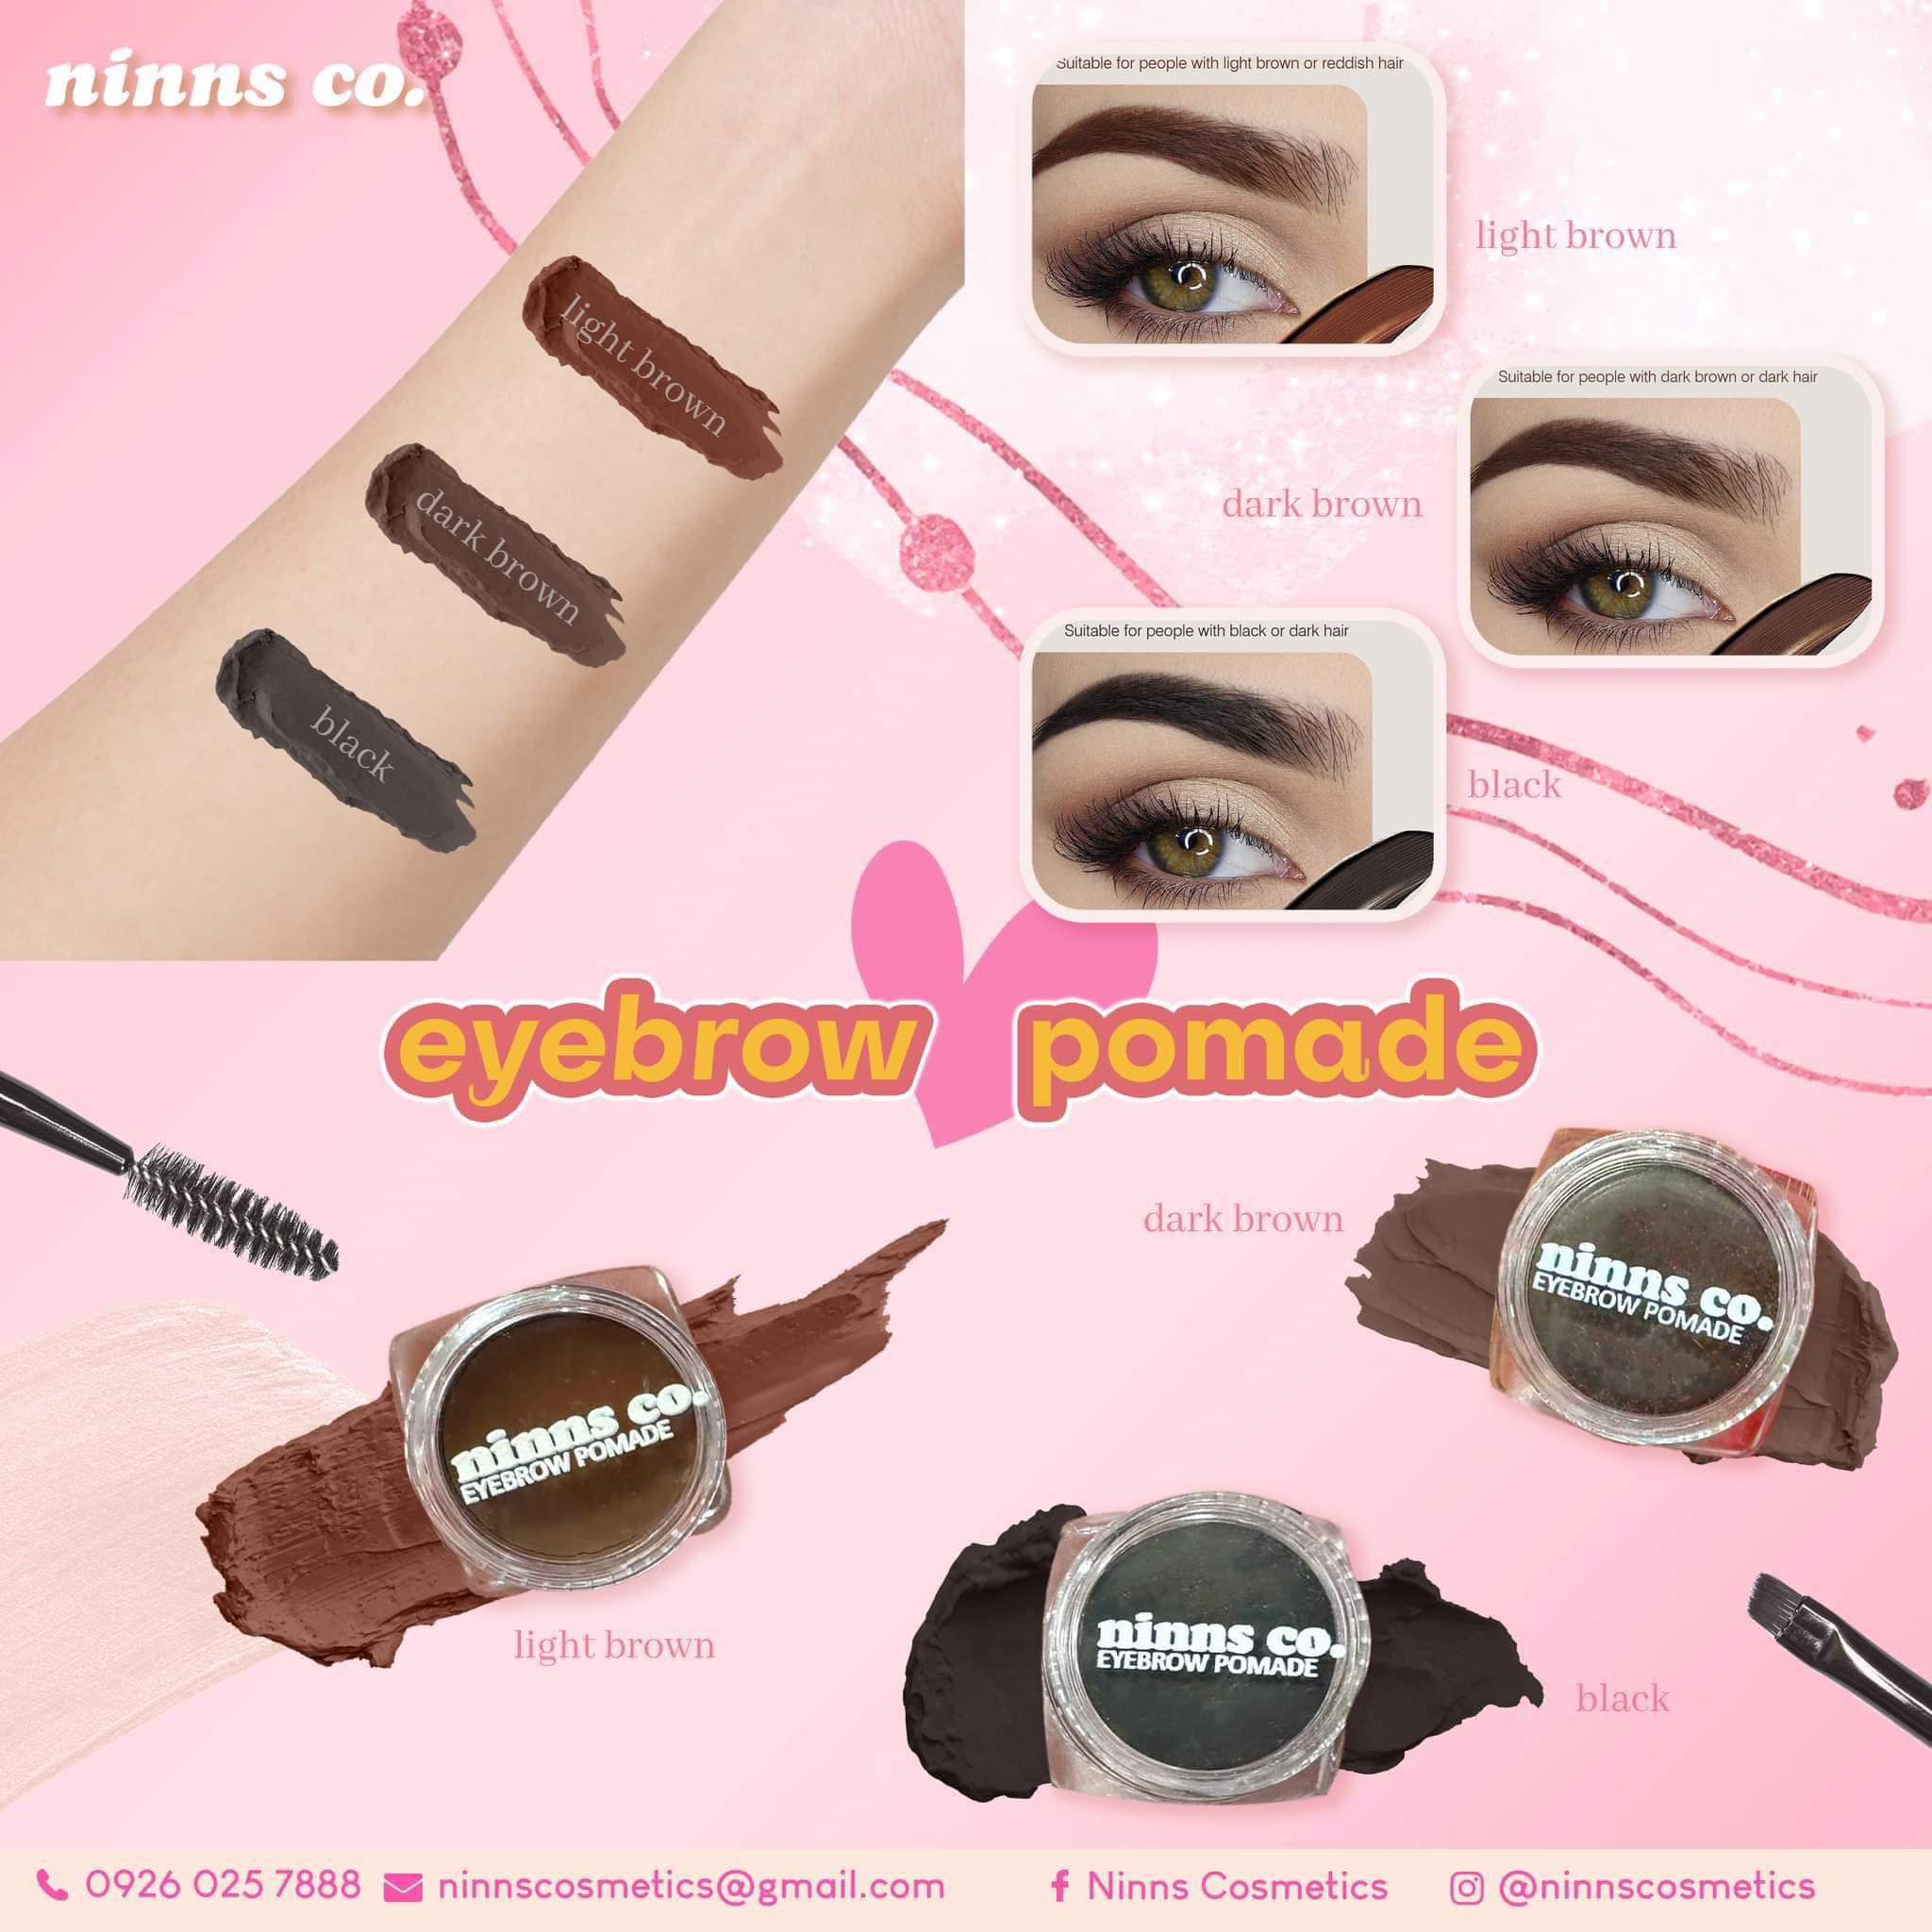 ninns co.
Suitable for people with light brown or reddish hair
light brown
light brown
Suitable for people with dark brown or dark hair
dark brown
dark brown
Suitable for people with black or dark hair
black
black
eyebrow pomade
dark brown
ninns co.
EYEBROW POMADE
ninns co.
EYEBROW POMADE
light brown
ninns co.
EYEBROW POMADE
black
0926 025 7888 ninnscosmetics@gmail.com Ninns Cosmetics @ninnscosmetics